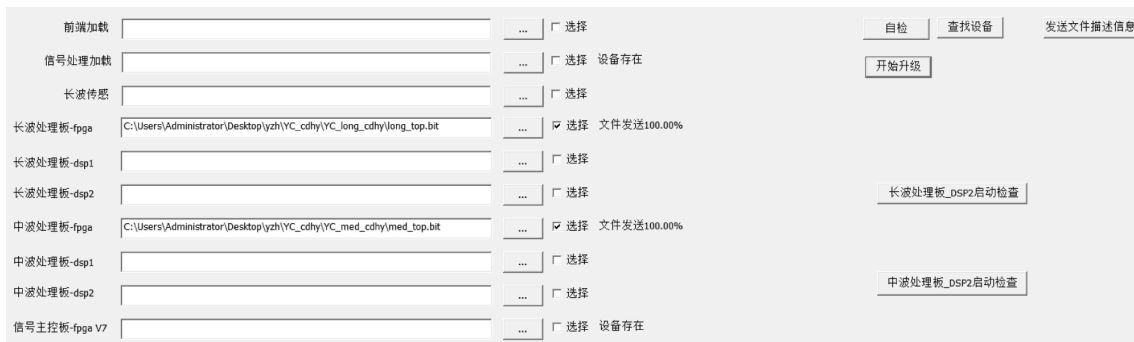 前端加载 ... 选择 自检 查找设备 发送文件描述信息
信号处理加载 ... 选择 设备存在 开始升级
长波传感 ... 选择
长波处理板-fpga C:\Users\Administrator\Desktop\yzh\YC_cdhy\YC_long_cdhy\long_top.bit ... 选择 文件发送100.00%
长波处理板-dsp1 ... 选择
长波处理板-dsp2 ... 选择 长波处理板_DSP2启动检查
中波处理板-fpga C:\Users\Administrator\Desktop\yzh\YC_cdhy\YC_med_cdhy\med_top.bit ... 选择 文件发送100.00%
中波处理板-dsp1 ... 选择
中波处理板-dsp2 ... 选择 中波处理板_DSP2启动检查
信号主控板-fpga V7 ... 选择 设备存在